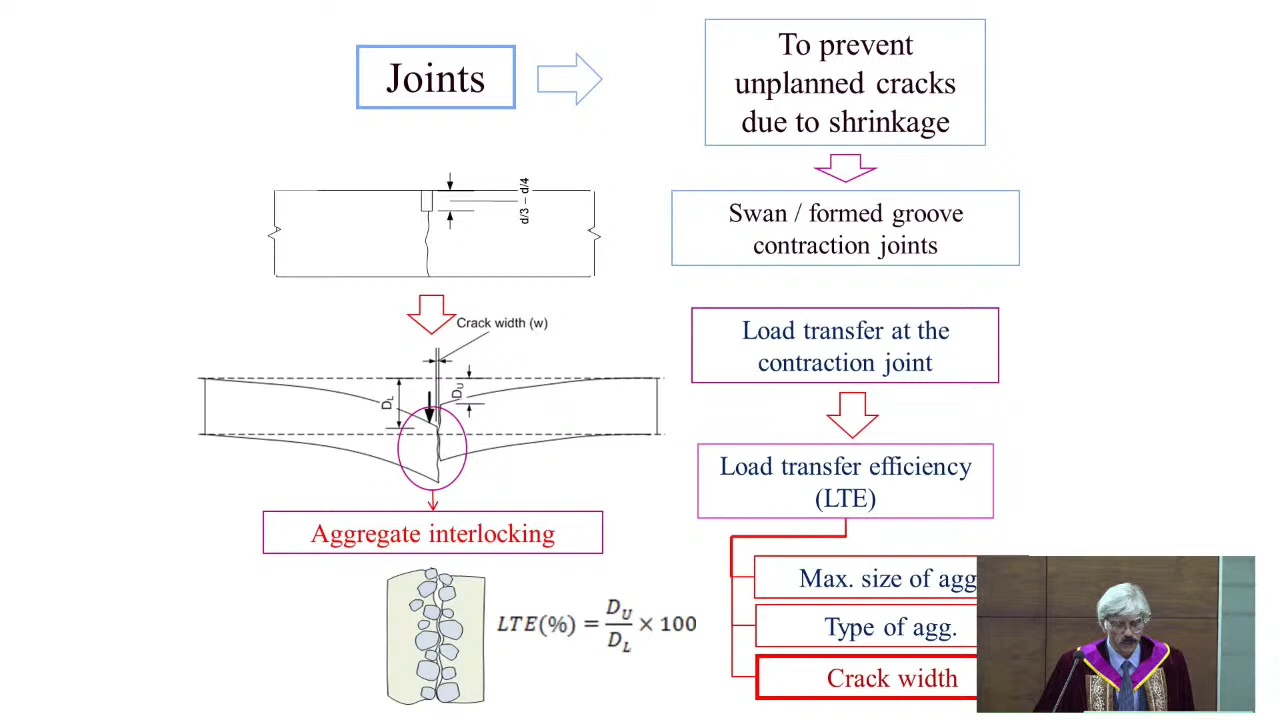 Joints
To prevent
unplanned cracks
due to shrinkage
d/3 – d/4
Swan / formed groove
contraction joints
Crack width (w)
D_L
D_U
Load transfer at the
contraction joint
Load transfer efficiency
(LTE)
Aggregate interlocking
LTE(%) = D_U / D_L × 100
Max. size of agg
Type of agg.
Crack width